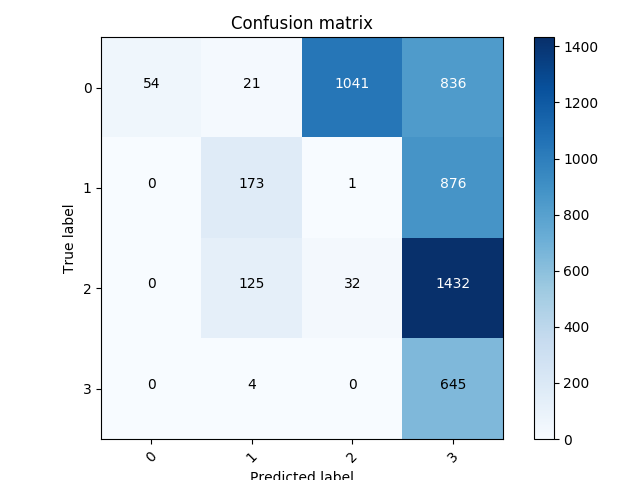 Confusion matrix
0 54 21 1041 836
1 0 173 1 876
2 0 125 32 1432
3 0 4 0 645
0 1 2 3
True label
Predicted label
1400
1200
1000
800
600
400
200
0